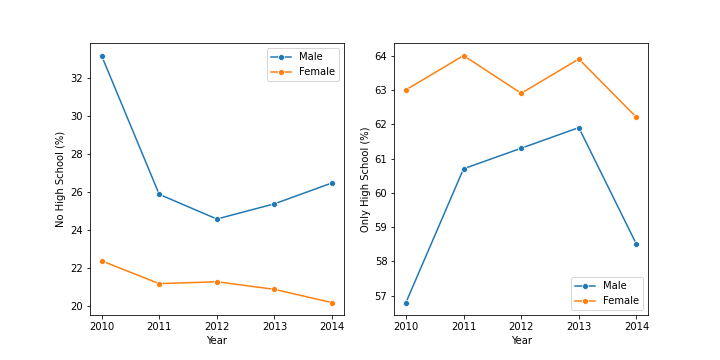 No High School (%)
32
30
28
26
24
22
20
2010 2011 2012 2013 2014
Year
Male
Female
Only High School (%)
64
63
62
61
60
59
58
57
2010 2011 2012 2013 2014
Year
Male
Female